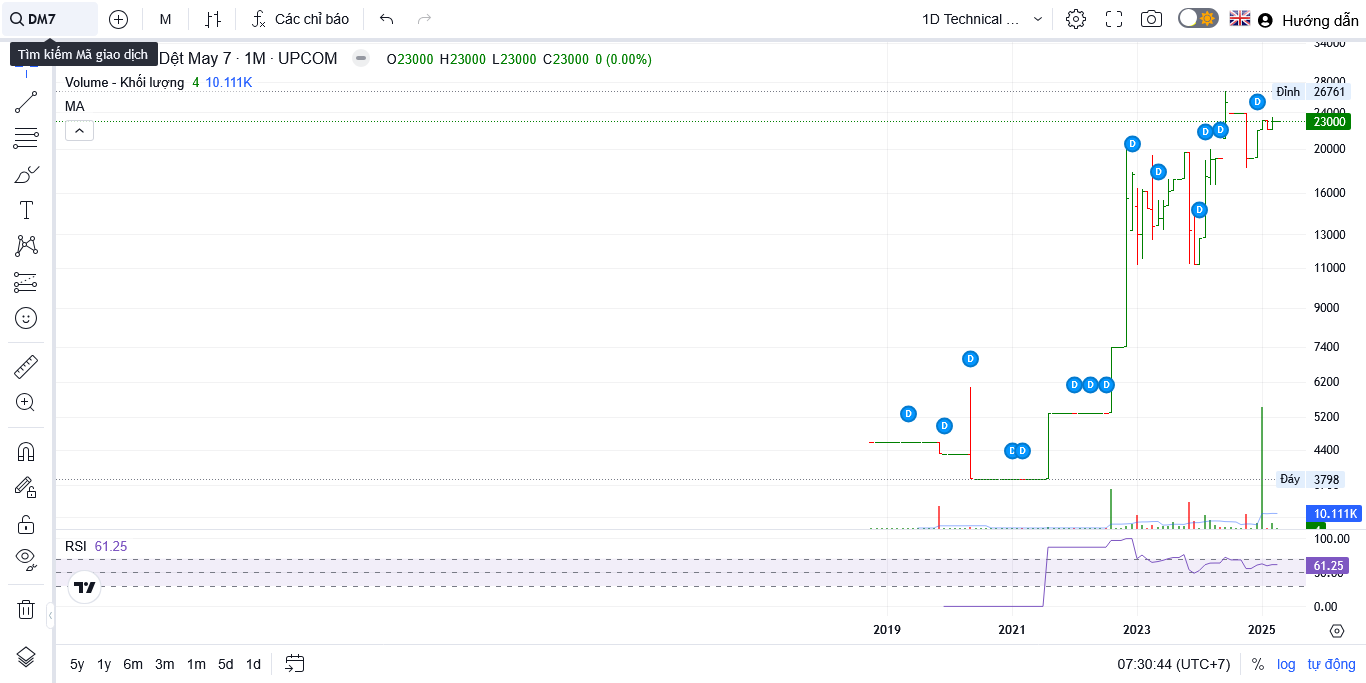 DM7
M
Các chỉ báo
1D Technical ...
Hướng dẫn
Tìm kiếm Mã giao dịch
Dệt May 7 · 1M · UPCOM
O23000 H23000 L23000 C23000 0 (0.00%)
Volume - Khối lượng 4 10.111K
MA
34000
28000
Đỉnh 26761
24000
23000
20000
16000
13000
11000
9000
7400
6200
5200
4400
Đáy 3798
10.111K
RSI 61.25
100.00
61.25
50.00
0.00
D
D
D
D
D
D
D
D
D
D
D
D
D
D
2019
2021
2023
2025
5y 1y 6m 3m 1m 5d 1d
07:30:44 (UTC+7)
%
log
tự động